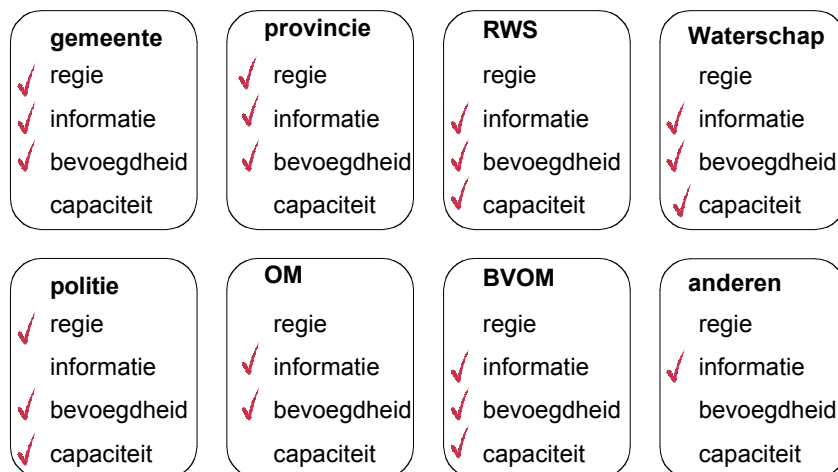 gemeente
regie
informatie
bevoegdheid
capaciteit
provincie
regie
informatie
bevoegdheid
capaciteit
RWS
regie
informatie
bevoegdheid
capaciteit
Waterschap
regie
informatie
bevoegdheid
capaciteit
politie
regie
informatie
bevoegdheid
capaciteit
OM
regie
informatie
bevoegdheid
capaciteit
BVOM
regie
informatie
bevoegdheid
capaciteit
anderen
regie
informatie
bevoegdheid
capaciteit